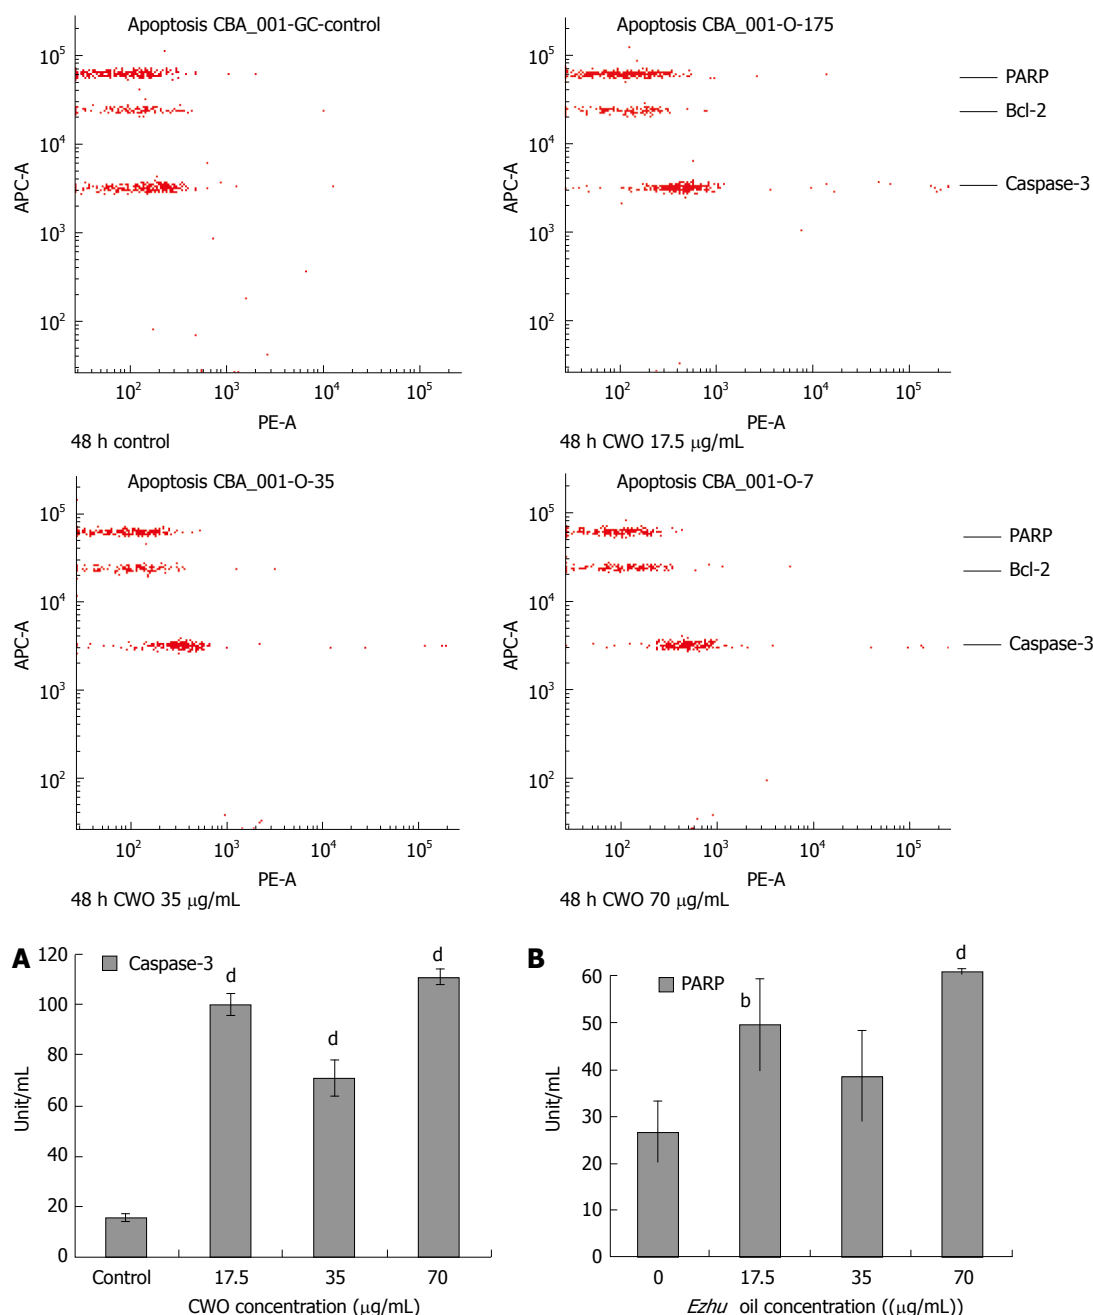 Apoptosis CBA_001-GC-control
10^5
10^4
10^3
10^2
APC-A
10^2 10^3 10^4 10^5
PE-A
48 h control
Apoptosis CBA_001-O-175
10^5
10^4
10^3
10^2
APC-A
10^2 10^3 10^4 10^5
PE-A
48 h CWO 17.5 μg/mL
PARP
Bcl-2
Caspase-3
Apoptosis CBA_001-O-35
10^5
10^4
10^3
10^2
APC-A
10^2 10^3 10^4 10^5
PE-A
48 h CWO 35 μg/mL
Apoptosis CBA_001-O-7
10^5
10^4
10^3
10^2
APC-A
10^2 10^3 10^4 10^5
PE-A
48 h CWO 70 μg/mL
PARP
Bcl-2
Caspase-3
A
Caspase-3
120
100
80
60
40
20
0
Unit/mL
d
d
d
Control 17.5 35 70
CWO concentration (μg/mL)
B
PARP
60
50
40
30
20
10
0
Unit/mL
b
d
0 17.5 35 70
Ezhu oil concentration ((μg/mL))